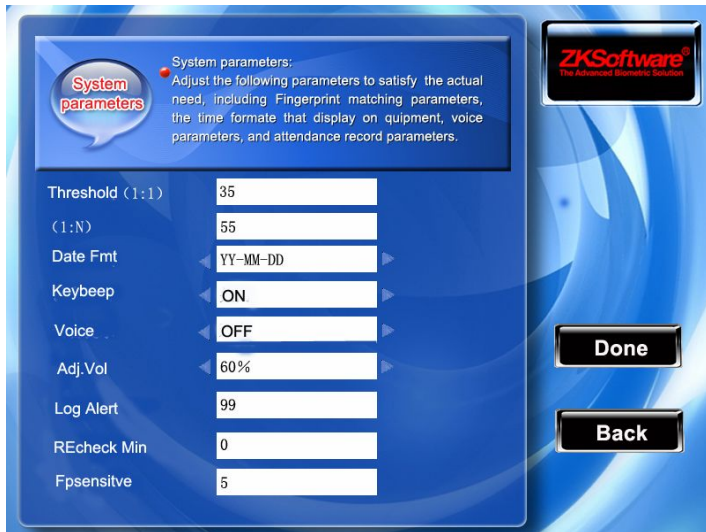 System
parameters
System parameters:
Adjust the following parameters to satisfy the actual
need, including Fingerprint matching parameters,
the time formate that display on quipment, voice
parameters, and attendance record parameters.
ZKSoftware®
The Advanced Biometric Solution
Threshold (1:1) 35
(1:N) 55
Date Fmt YY-MM-DD
Keybeep ON
Voice OFF
Adj.Vol 60%
Log Alert 99
REcheck Min 0
Fpsensitve 5
Done
Back